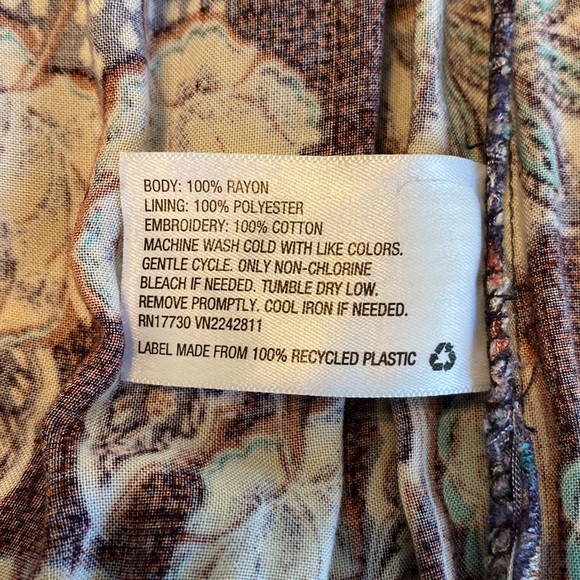 BODY: 100% RAYON
LINING: 100% POLYESTER
EMBROIDERY: 100% COTTON
MACHINE WASH COLD WITH LIKE COLORS.
GENTLE CYCLE. ONLY NON-CHLORINE
BLEACH IF NEEDED. TUMBLE DRY LOW.
REMOVE PROMPTLY. COOL IRON IF NEEDED.
RN17730 VN2242811
LABEL MADE FROM 100% RECYCLED PLASTIC